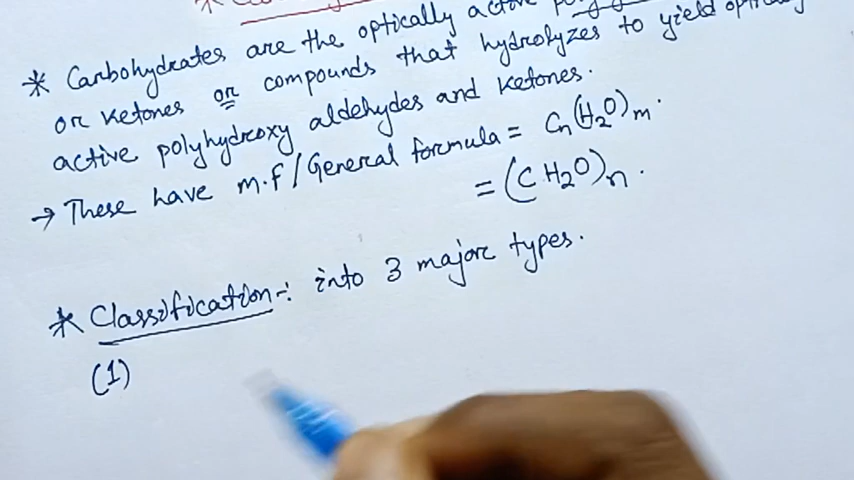 * Carbohydrates are the optically active
or ketones or compounds that hydrolyzes to yield optically
active polyhydroxy aldehydes and ketones.
→ These have m.f/General formula = Cn(H2O)m.
= (CH2O)n.
* Classification:- into 3 major types.
(1)